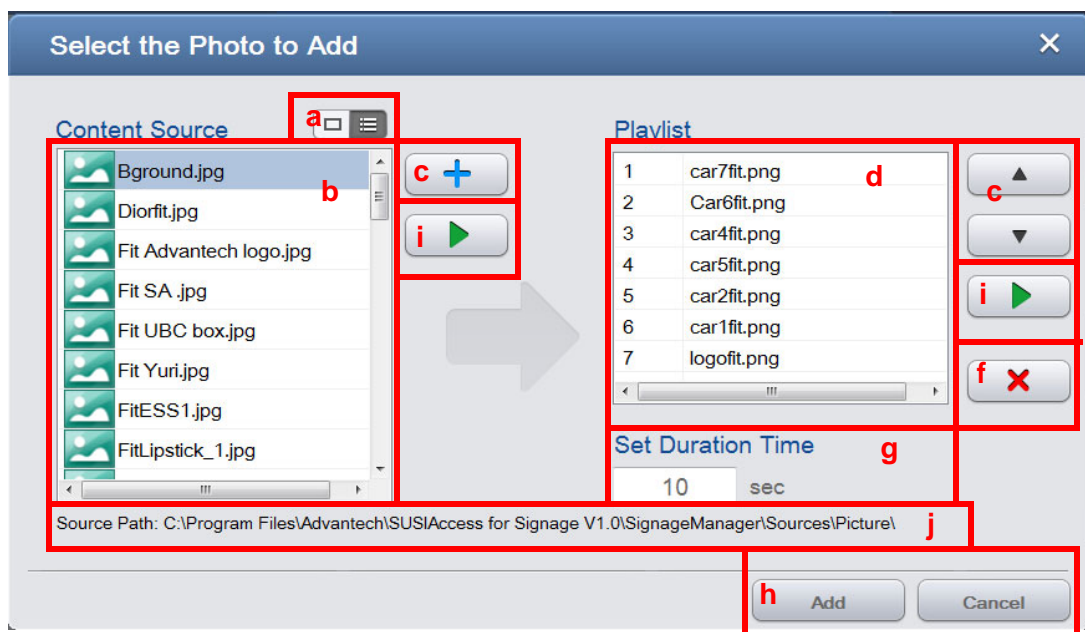 Select the Photo to Add
a
Content Source
Playlist
b
Bground.jpg
Diorfit.jpg
Fit Advantech logo.jpg
Fit SA .jpg
Fit UBC box.jpg
Fit Yuri.jpg
FitESS1.jpg
FitLipstick_1.jpg
c
i
d
1 car7fit.png
2 Car6fit.png
3 car4fit.png
4 car5fit.png
5 car2fit.png
6 car1fit.png
7 logofit.png
c
i
f
Set Duration Time
g
10 sec
Source Path: C:\Program Files\Advantech\SUSIAccess for Signage V1.0\SignageManager\Sources\Picture\
j
h
Add
Cancel